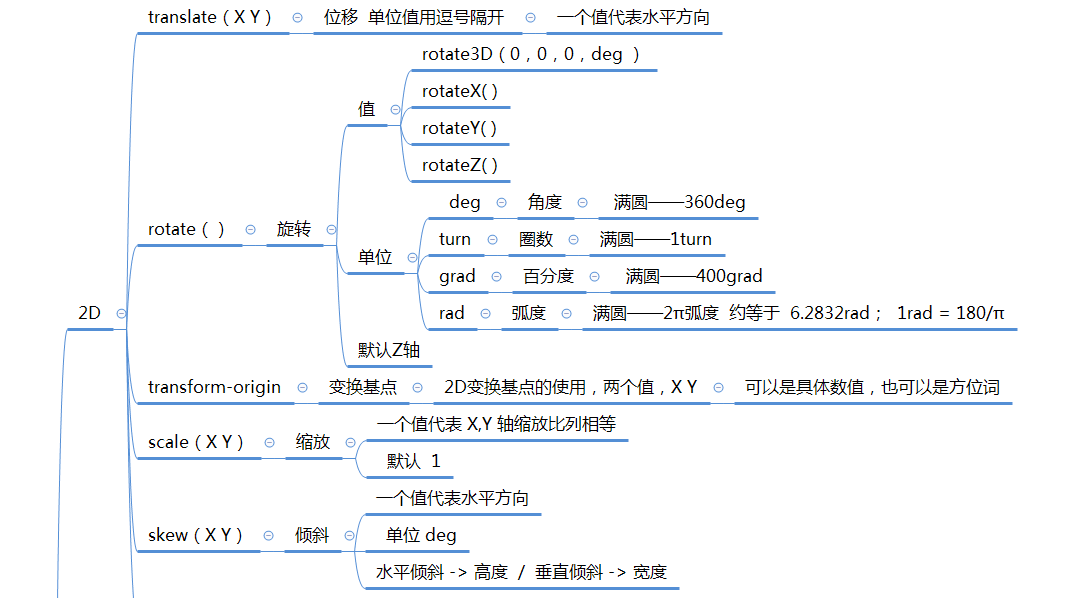 translate（X Y） 位移 单位值用逗号隔开 一个值代表水平方向
rotate3D（0，0，0，deg ）
rotateX( )
值
rotateY( )
rotateZ( )
deg 角度 满圆——360deg
rotate（ ） 旋转
turn 圈数 满圆——1turn
单位
grad 百分度 满圆——400grad
2D
rad 弧度 满圆——2π弧度 约等于 6.2832rad； 1rad = 180/π
默认Z轴
transform-origin 变换基点 2D变换基点的使用，两个值，X Y 可以是具体数值，也可以是方位词
一个值代表 X,Y 轴缩放比列相等
scale（X Y） 缩放
默认 1
一个值代表水平方向
skew（X Y） 倾斜 单位 deg
水平倾斜 -> 高度 / 垂直倾斜 -> 宽度